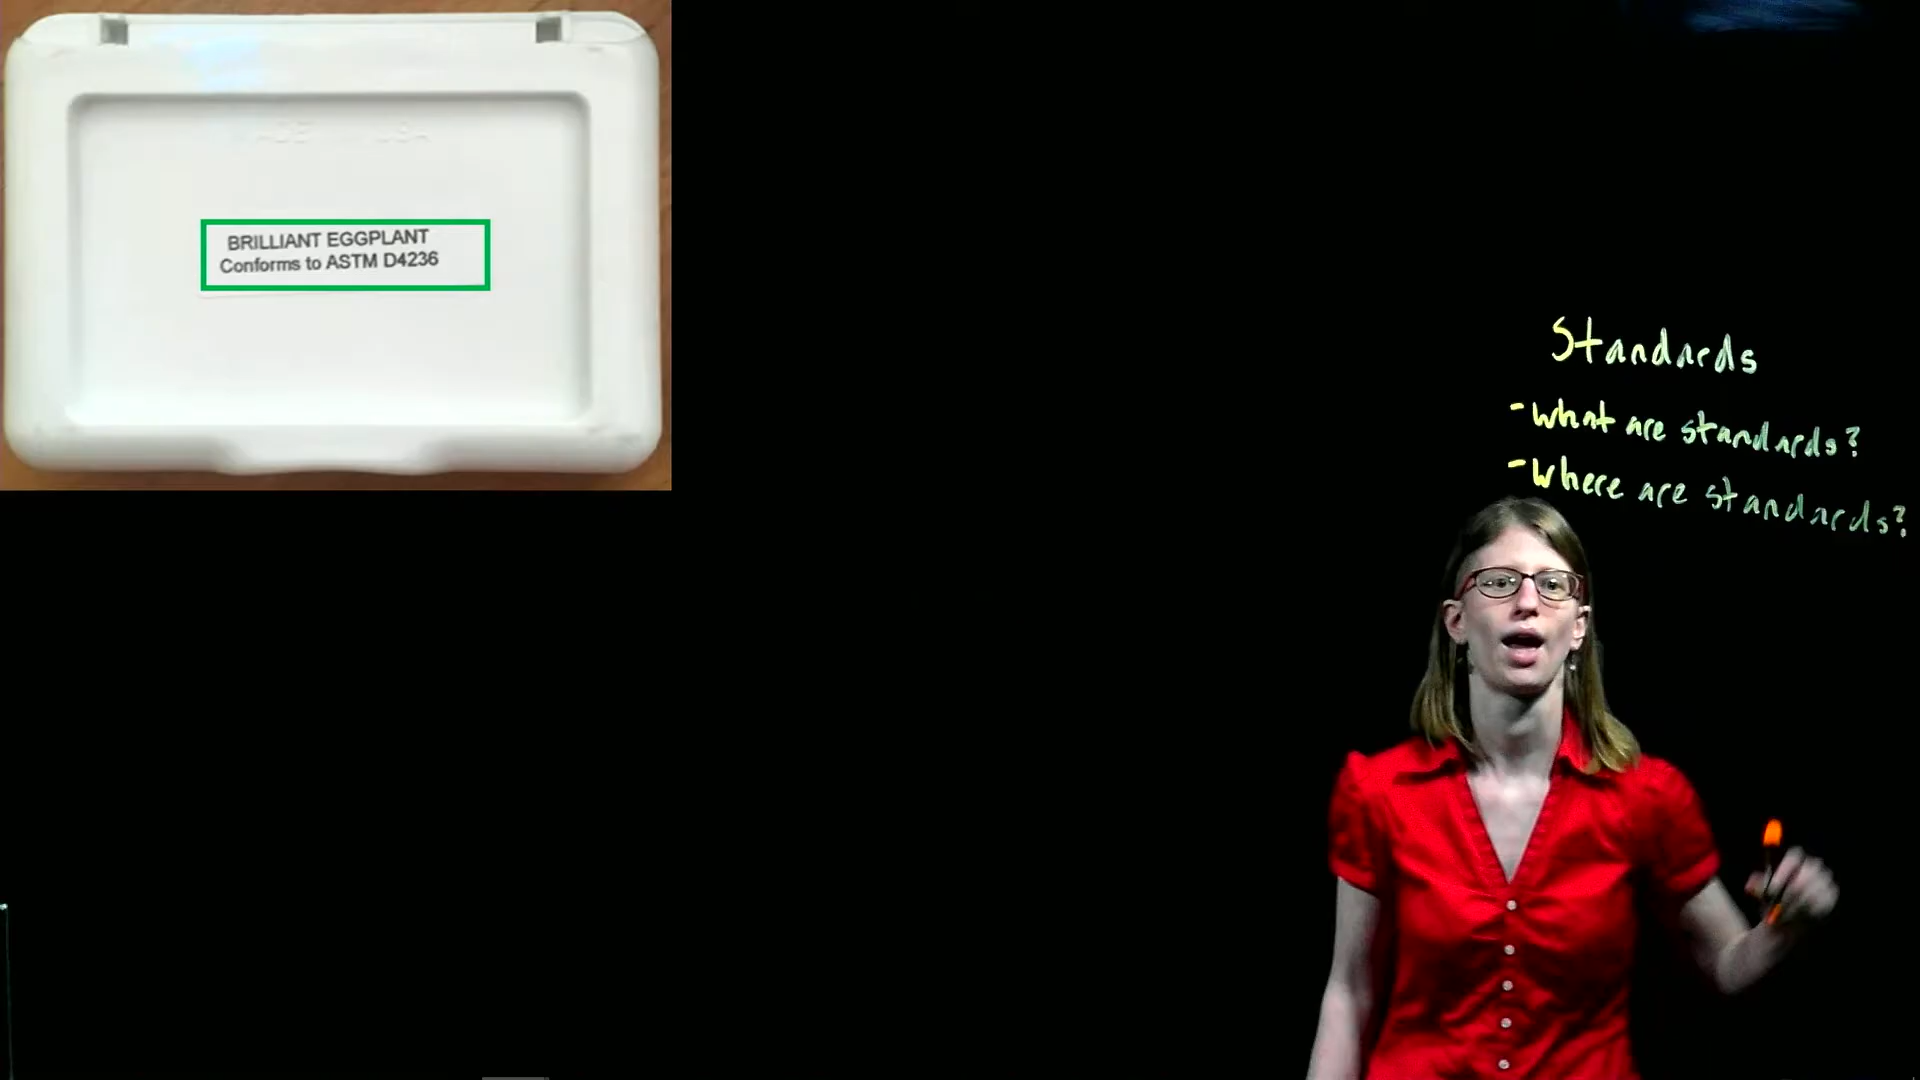 BRILLIANT EGGPLANT
Conforms to ASTM D4236
Standards
-What are standards?
-Where are standards?